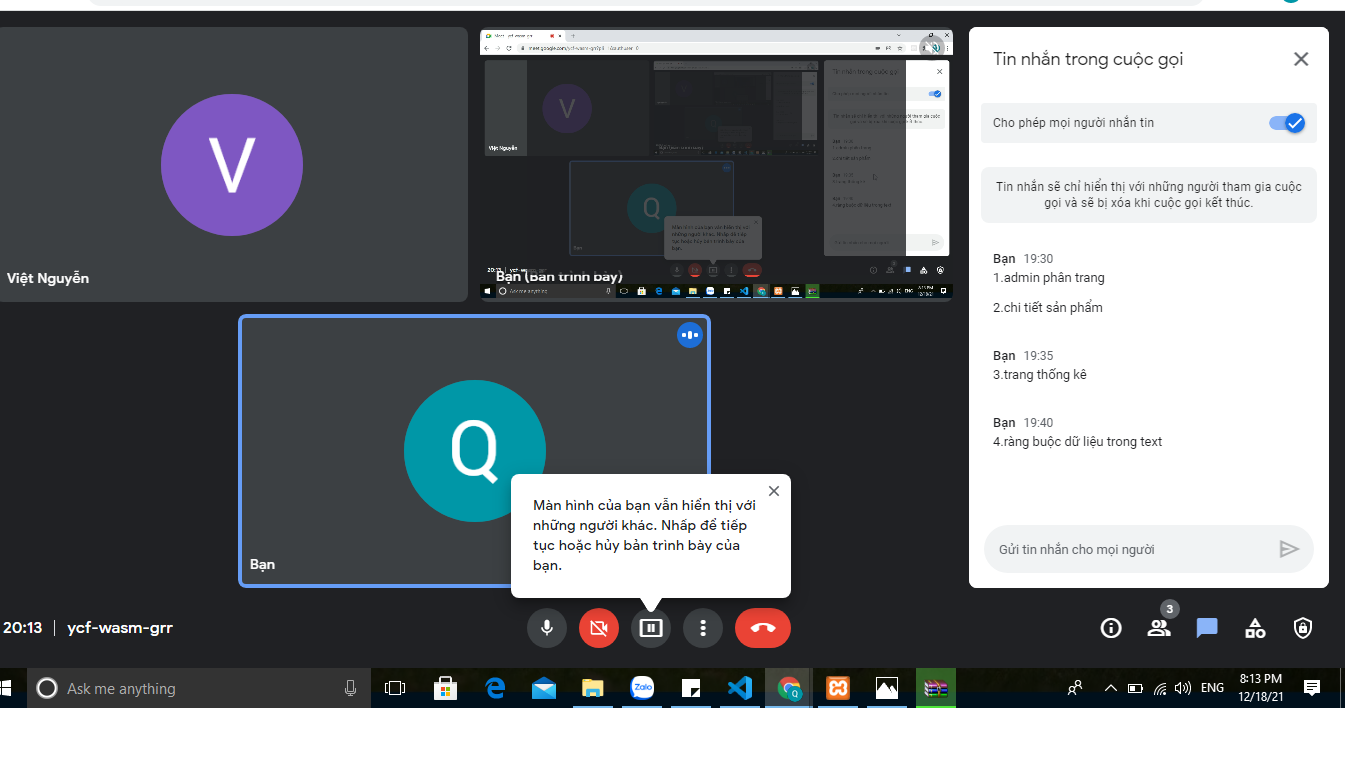 V
Việt Nguyễn
Việt Nguyễn
Q
Bạn (Bản trình bày)
Q
Bạn
Màn hình của bạn vẫn hiển thị với
những người khác. Nhấp để tiếp
tục hoặc hủy bản trình bày của
bạn.
Tin nhắn trong cuộc gọi
Cho phép mọi người nhắn tin
Tin nhắn sẽ chỉ hiển thị với những người tham gia cuộc
gọi và sẽ bị xóa khi cuộc gọi kết thúc.
Bạn 19:30
1.admin phân trang
2.chi tiết sản phẩm
Bạn 19:35
3.trang thống kê
Bạn 19:40
4.ràng buộc dữ liệu trong text
Gửi tin nhắn cho mọi người
20:13 | ycf-wasm-grr
3
Ask me anything
Zalo
Q
ENG
8:13 PM
12/18/21